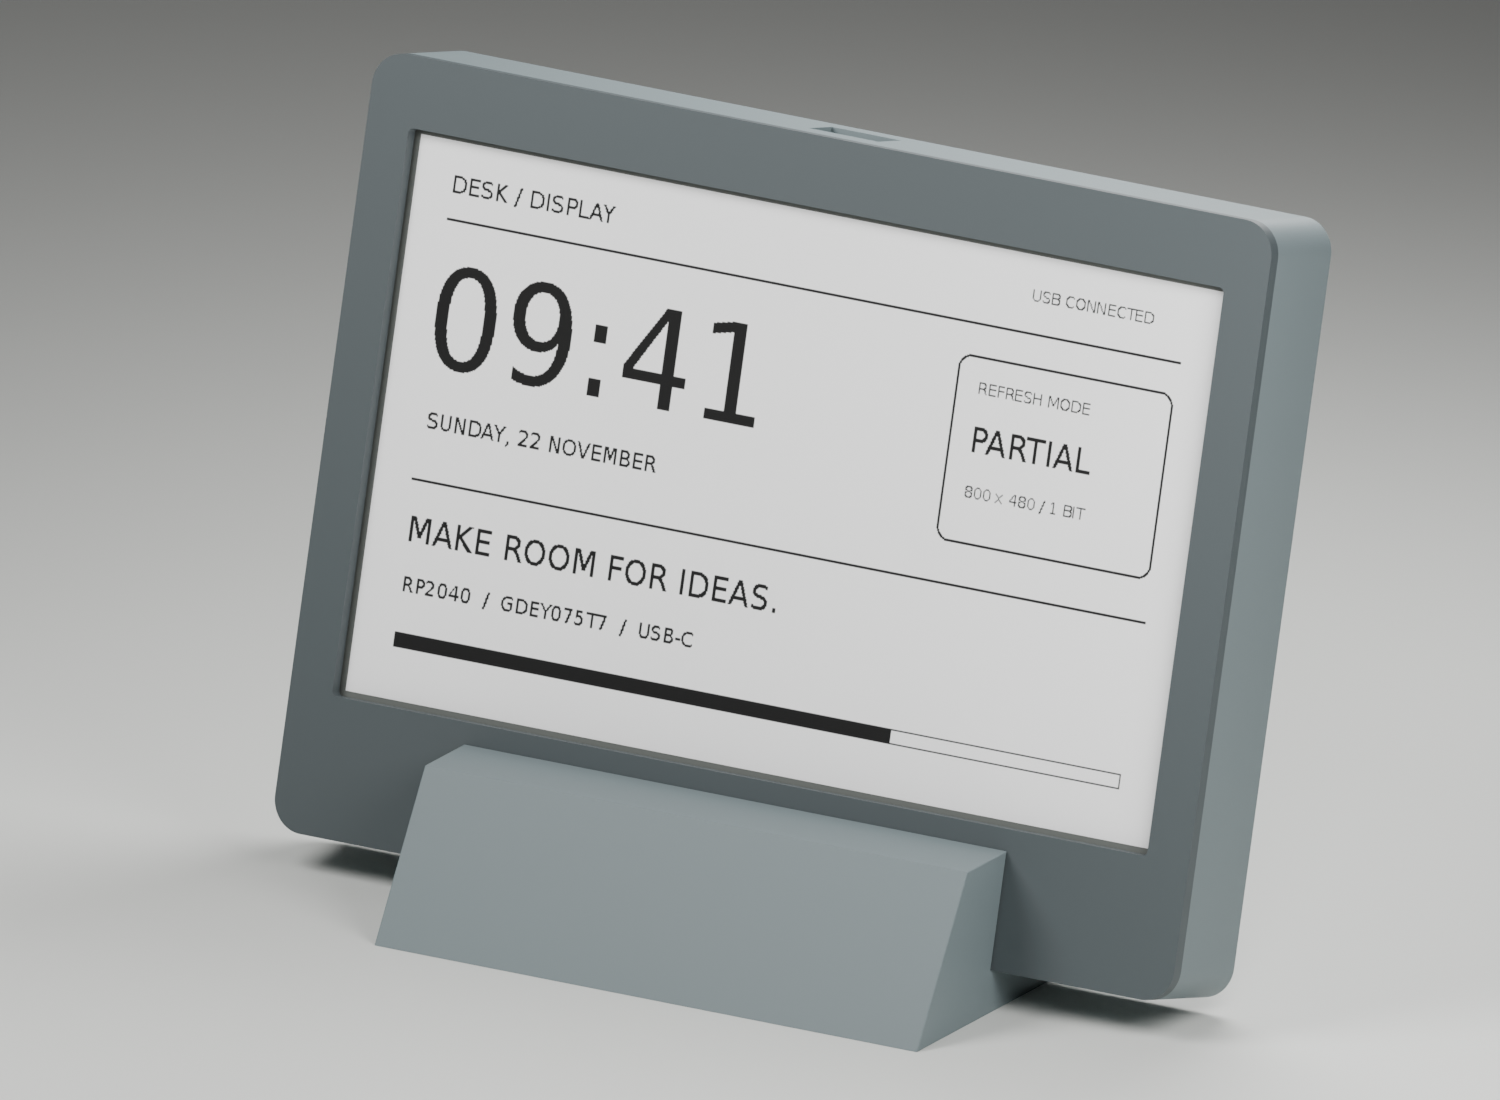 DESK / DISPLAY
USB CONNECTED
09:41
SUNDAY, 22 NOVEMBER
REFRESH MODE
PARTIAL
800 × 480 / 1 BIT
MAKE ROOM FOR IDEAS.
RP2040 / GDEY075T7 / USB-C